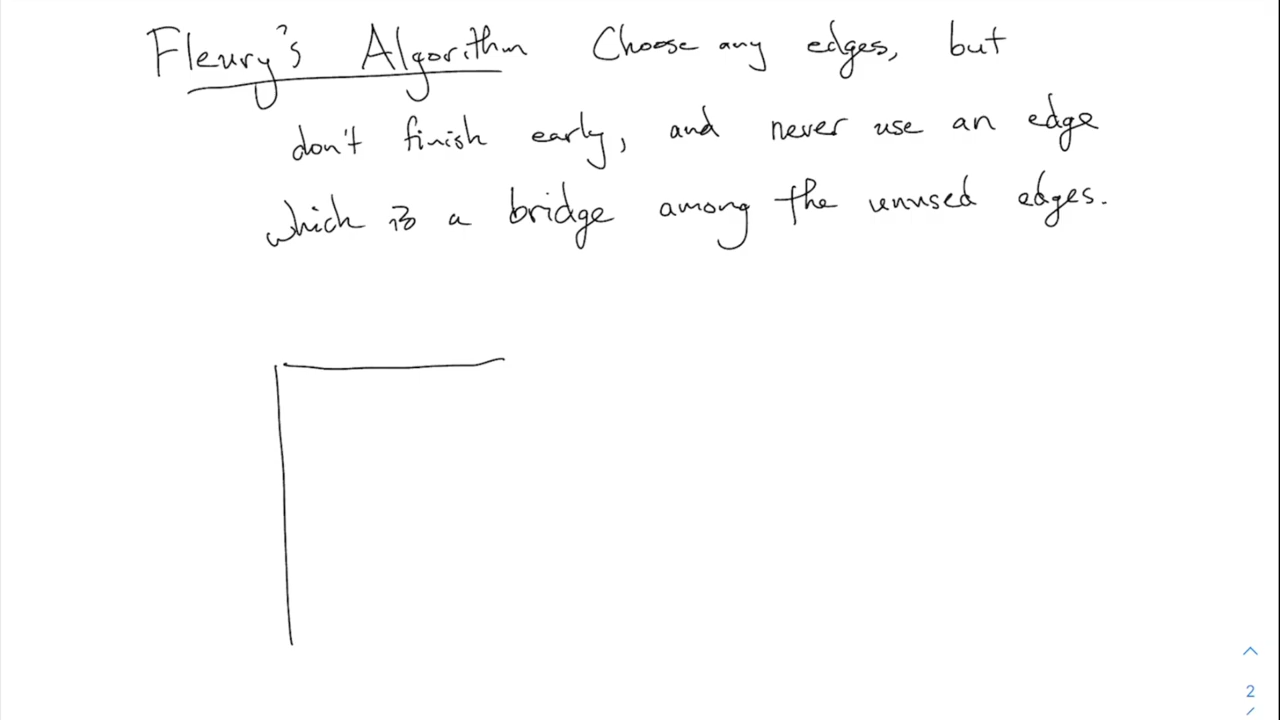 Fleury's Algorithm Choose any edges, but
don't finish early, and never use an edge
which is a bridge among the unused edges.
2